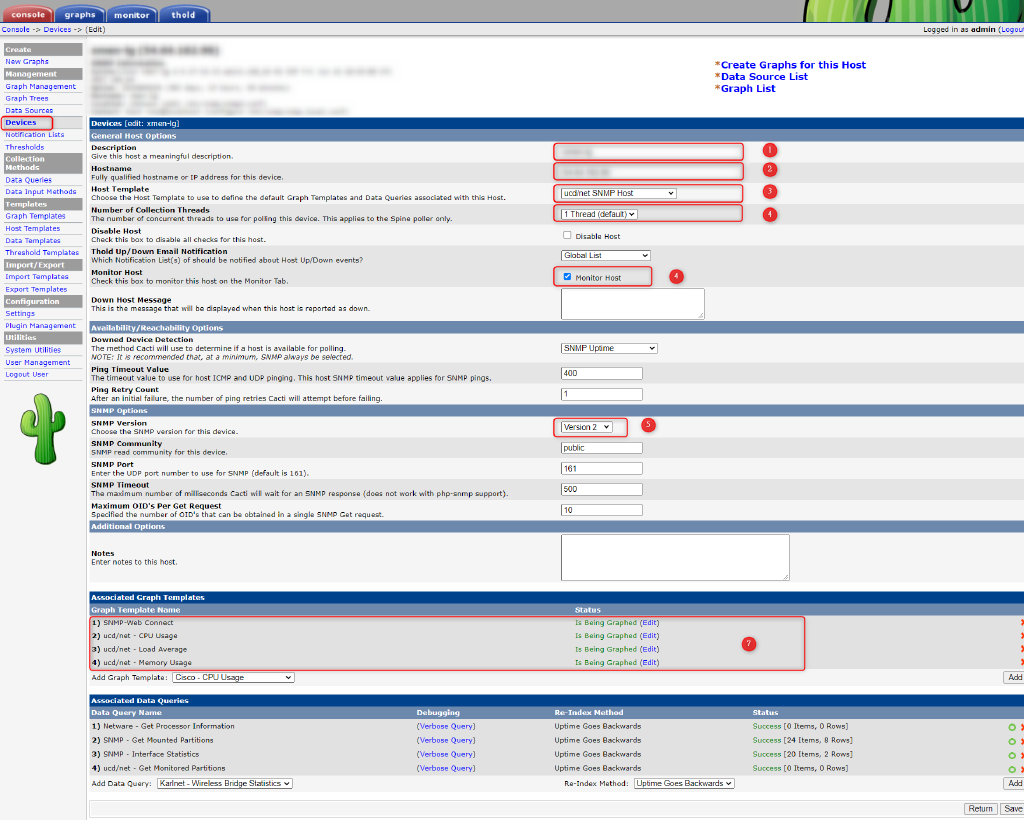 console graphs monitor thold
Console -> Devices -> (Edit) Logged in as admin (Logout
Create
New Graphs
Management
Graph Management
Graph Trees
Data Sources
Devices
Notification Lists
Thresholds
Collection
Methods
Data Queries
Data Input Methods
Templates
Graph Templates
Host Templates
Data Templates
Threshold Templates
Import/Export
Import Templates
Export Templates
Configuration
Settings
Plugin Management
Utilities
System Utilities
User Management
Logout User
*Create Graphs for this Host
*Data Source List
*Graph List
Devices [edit: xmen-lg]
General Host Options
Description
Give this host a meaningful description.
1
Hostname
Fully qualified hostname or IP address for this device.
2
Host Template
Choose the Host Template to use to define the default Graph Templates and Data Queries associated with this Host.
ucd/net SNMP Host
3
Number of Collection Threads
The number of concurrent threads to use for polling this device. This applies to the Spine poller only.
1 Thread (default)
4
Disable Host
Check this box to disable all checks for this host.
Disable Host
Thold Up/Down Email Notification
Which Notification List(s) of should be notified about Host Up/Down events?
Global List
Monitor Host
Check this box to monitor this host on the Monitor Tab.
Monitor Host
4
Down Host Message
This is the message that will be displayed when this host is reported as down.
Availability/Reachability Options
Downed Device Detection
The method Cacti will use to determine if a host is available for polling.
NOTE: It is recommended that, at a minimum, SNMP always be selected.
SNMP Uptime
Ping Timeout Value
The timeout value to use for host ICMP and UDP pinging. This host SNMP timeout value applies for SNMP pings.
400
Ping Retry Count
After an initial failure, the number of ping retries Cacti will attempt before failing.
1
SNMP Options
SNMP Version
Choose the SNMP version for this device.
Version 2
5
SNMP Community
SNMP read community for this device.
public
SNMP Port
Enter the UDP port number to use for SNMP (default is 161).
161
SNMP Timeout
The maximum number of milliseconds Cacti will wait for an SNMP response (does not work with php-snmp support).
500
Maximum OID's Per Get Request
Specified the number of OID's that can be obtained in a single SNMP Get request.
10
Additional Options
Notes
Enter notes to this host.
Associated Graph Templates
Graph Template Name Status
1) SNMP-Web Connect Is Being Graphed (Edit)
2) ucd/net - CPU Usage Is Being Graphed (Edit)
3) ucd/net - Load Average Is Being Graphed (Edit)
4) ucd/net - Memory Usage Is Being Graphed (Edit)
7
Add Graph Template: Cisco - CPU Usage Add
Associated Data Queries
Data Query Name Debugging Re-Index Method Status
1) Netware - Get Processor Information (Verbose Query) Uptime Goes Backwards Success [0 Items, 0 Rows]
2) SNMP - Get Mounted Partitions (Verbose Query) Uptime Goes Backwards Success [24 Items, 8 Rows]
3) SNMP - Interface Statistics (Verbose Query) Uptime Goes Backwards Success [20 Items, 2 Rows]
4) ucd/net - Get Monitored Partitions (Verbose Query) Uptime Goes Backwards Success [0 Items, 0 Rows]
Add Data Query: Karlnet - Wireless Bridge Statistics Re-Index Method: Uptime Goes Backwards Add
Return Save